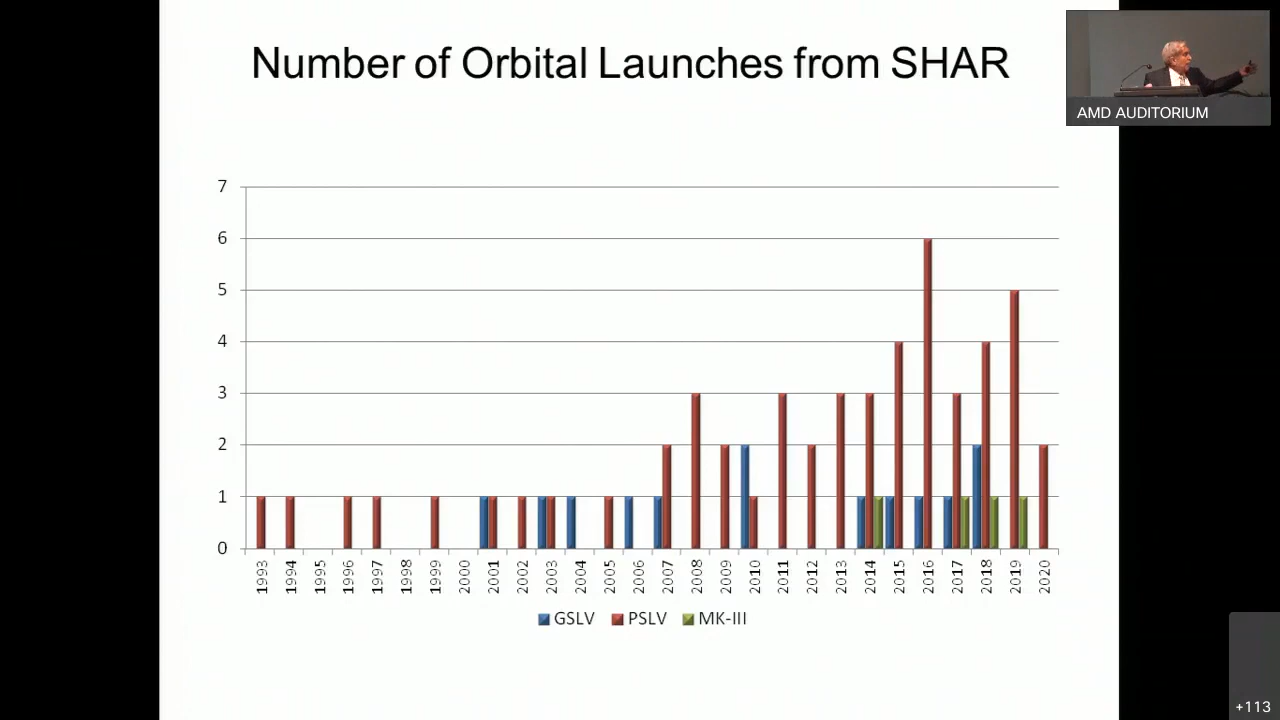 Number of Orbital Launches from SHAR
AMD AUDITORIUM
7
6
5
4
3
2
1
0
1993 1994 1995 1996 1997 1998 1999 2000 2001 2002 2003 2004 2005 2006 2007 2008 2009 2010 2011 2012 2013 2014 2015 2016 2017 2018 2019 2020
GSLV PSLV MK-III
+113